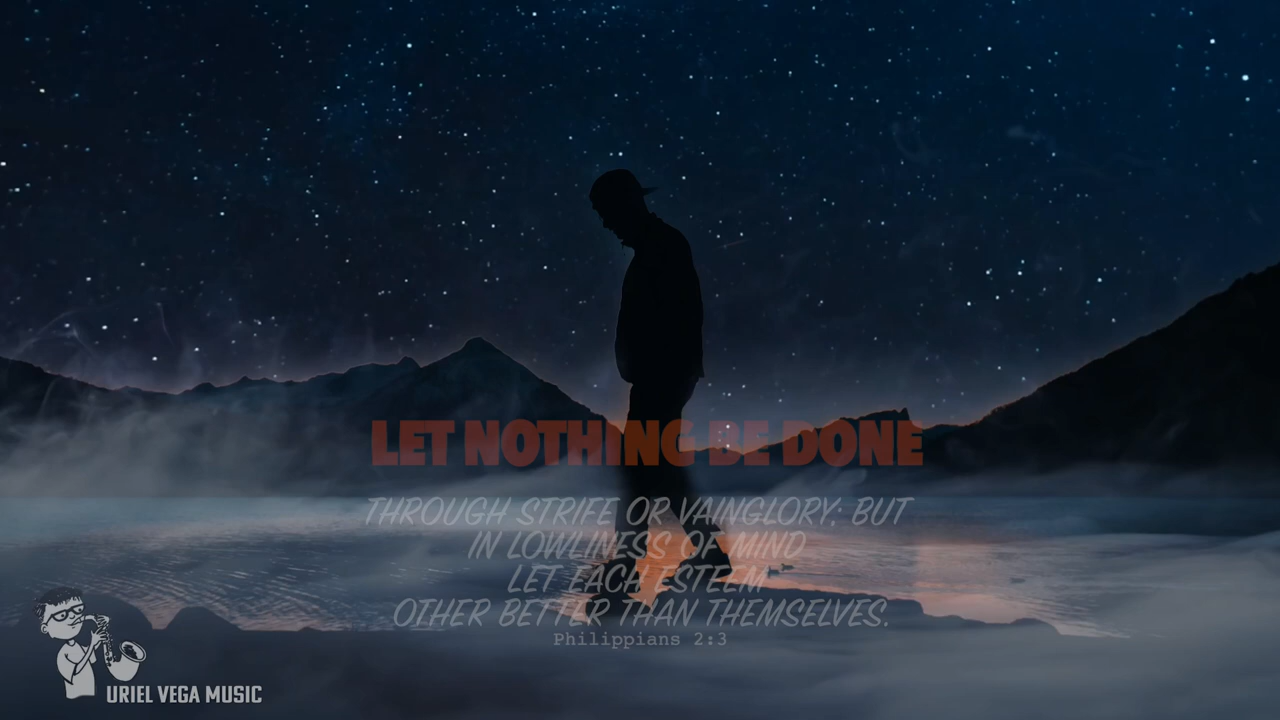 LET NOTHING BE DONE
THROUGH STRIFE OR VAINGLORY; BUT
IN LOWLINESS OF MIND
LET EACH ESTEEM
OTHER BETTER THAN THEMSELVES.
Philippians 2:3
URIEL VEGA MUSIC